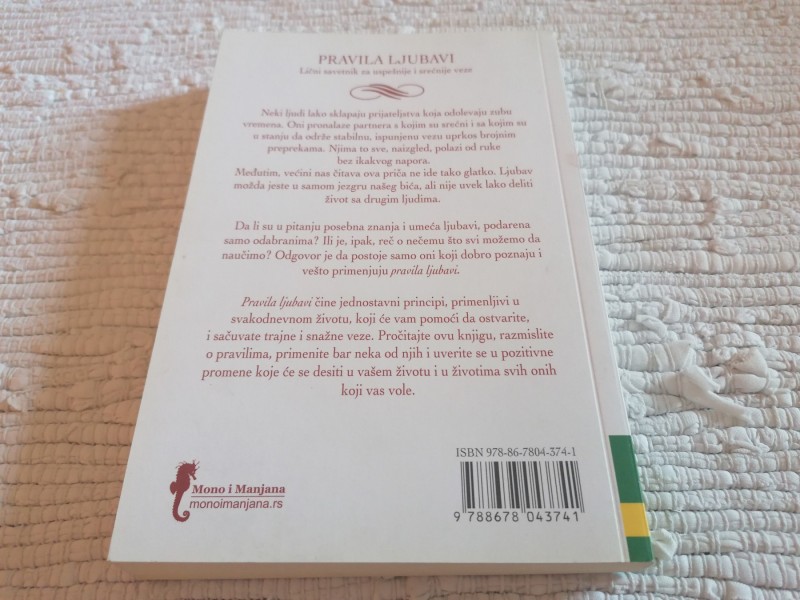 PRAVILA LJUBAVI
Lični savetnik za uspešnije i srećnije veze
Neki ljudi lako sklapaju prijateljstva koja odolevaju zubu
vremena. Oni pronalaze partnera s kojim su srećni i sa kojim su
u stanju da održe stabilnu, ispunjenu vezu uprkos brojnim
preprekama. Njima to sve, naizgled, polazi od ruke
bez ikakvog napora.
Međutim, većini nas čitava ova priča ne ide tako glatko. Ljubav
možda jeste u samom jezgru našeg bića, ali nije uvek lako deliti
život sa drugim ljudima.
Da li su u pitanju posebna znanja i umeća ljubavi, podarena
samo odabranima? Ili je, ipak, reč o nečemu što svi možemo da
naučimo? Odgovor je da postoje samo oni koji dobro poznaju i
vešto primenjuju pravila ljubavi.
Pravila ljubavi čine jednostavni principi, primenljivi u
svakodnevnom životu, koji će vam pomoći da ostvarite,
i sačuvate trajne i snažne veze. Pročitajte ovu knjigu, razmislite
o pravilima, primenite bar neka od njih i uverite se u pozitivne
promene koje će se desiti u vašem životu i u životima svih onih
koji vas vole.
ISBN 978-86-7804-374-1
Mono i Manjana
monoimanjana.rs
9 788678 043741